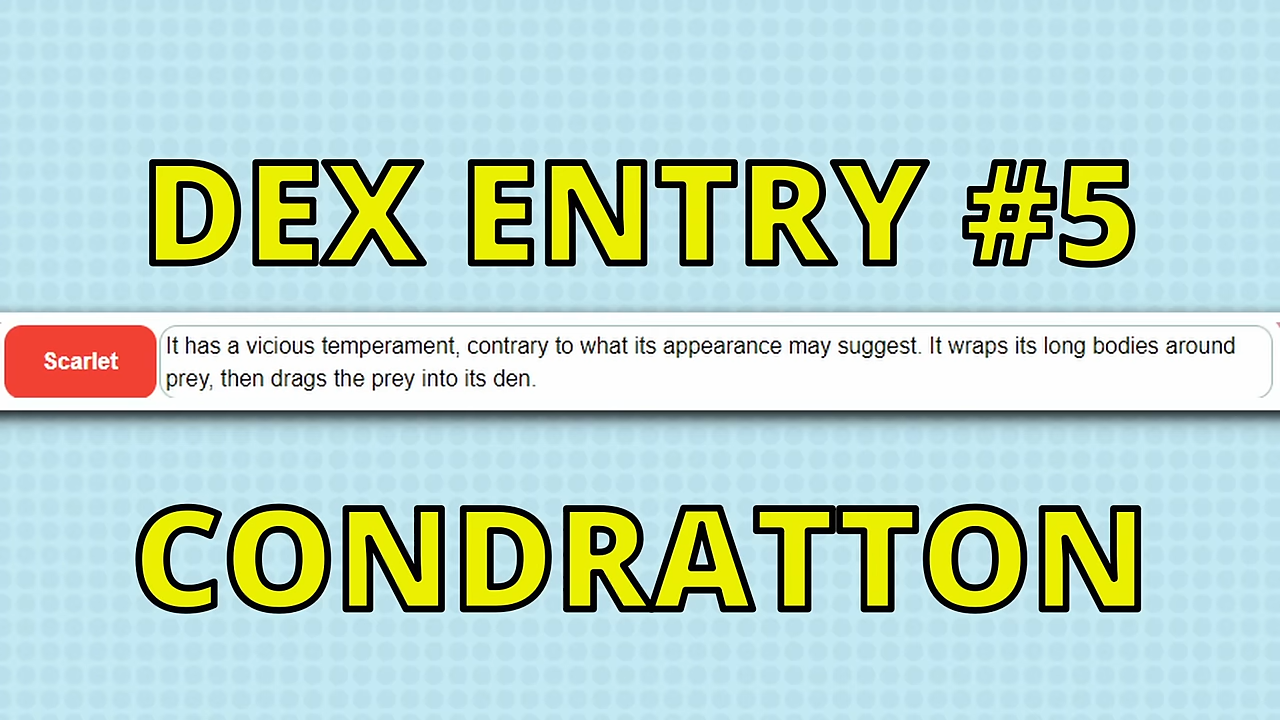 DEX ENTRY #5
Scarlet
It has a vicious temperament, contrary to what its appearance may suggest. It wraps its long bodies around
prey, then drags the prey into its den.
CONDRATTON